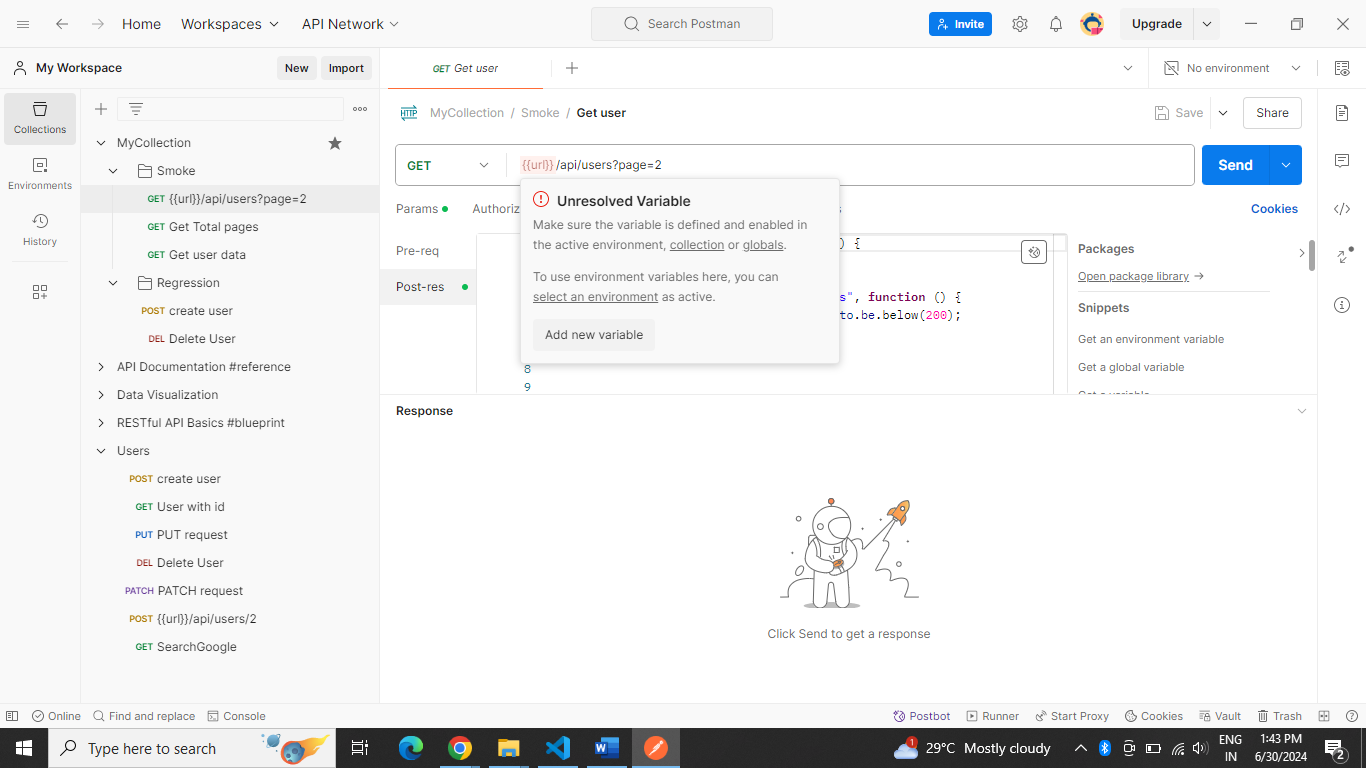 Home Workspaces API Network Search Postman Invite Upgrade
My Workspace New Import GET Get user No environment
Collections
Environments
History
MyCollection
Smoke
GET {{url}}/api/users?page=2
GET Get Total pages
GET Get user data
Regression
POST create user
DEL Delete User
API Documentation #reference
Data Visualization
RESTful API Basics #blueprint
Users
POST create user
GET User with id
PUT PUT request
DEL Delete User
PATCH PATCH request
POST {{url}}/api/users/2
GET SearchGoogle
HTTP MyCollection / Smoke / Get user Save Share
GET {{url}}/api/users?page=2 Send
Params Authoriz s Cookies
Pre-req
Post-res
Unresolved Variable
Make sure the variable is defined and enabled in
the active environment, collection or globals.
To use environment variables here, you can
select an environment as active.
Add new variable
) {
s", function () {
to.be.below(200);
8
9
Packages
Open package library →
Snippets
Get an environment variable
Get a global variable
Get a variable
Response
Click Send to get a response
Online Find and replace Console Postbot Runner Start Proxy Cookies Vault Trash
Type here to search 1 29°C Mostly cloudy ENG IN 1:43 PM 6/30/2024 2